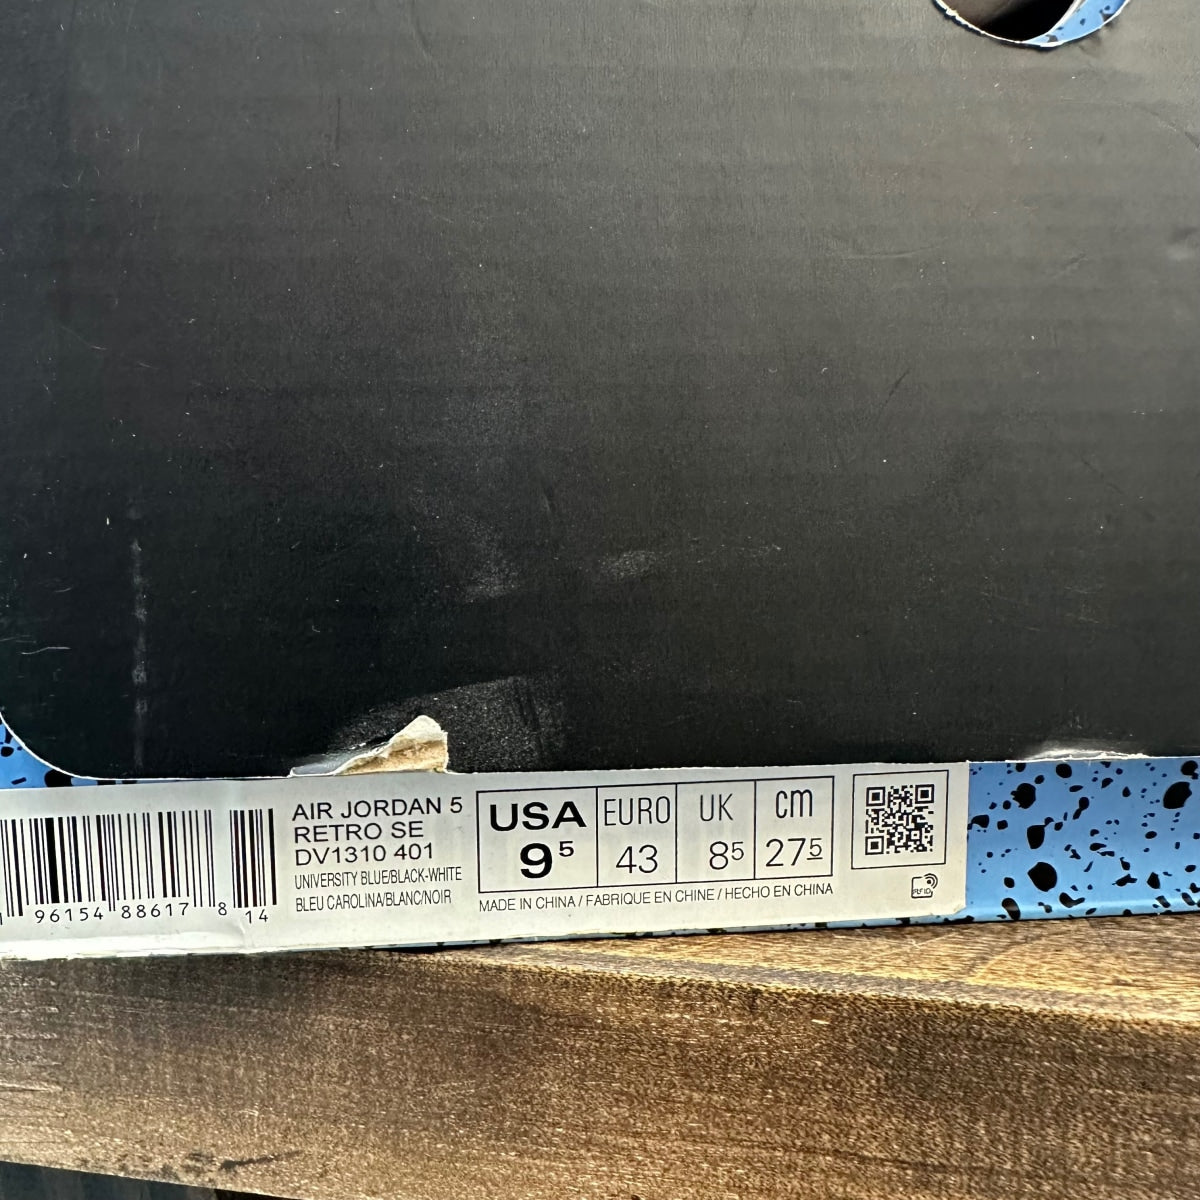 AIR JORDAN 5
RETRO SE
DV1310 401
UNIVERSITY BLUE/BLACK-WHITE
BLEU CAROLINA/BLANC/NOIR
USA EURO UK cm
9 5 43 8 5 27 5
MADE IN CHINA / FABRIQUE EN CHINE / HECHO EN CHINA
1 96154 88617 8 14
RFID